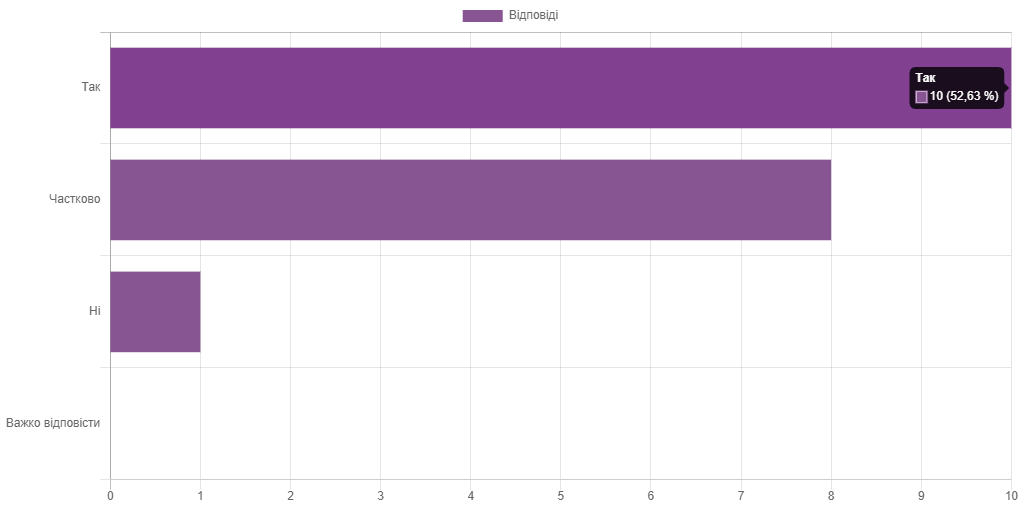 Відповіді
Так
Так
10 (52,63 %)
Частково
Ні
Важко відповісти
0 1 2 3 4 5 6 7 8 9 10